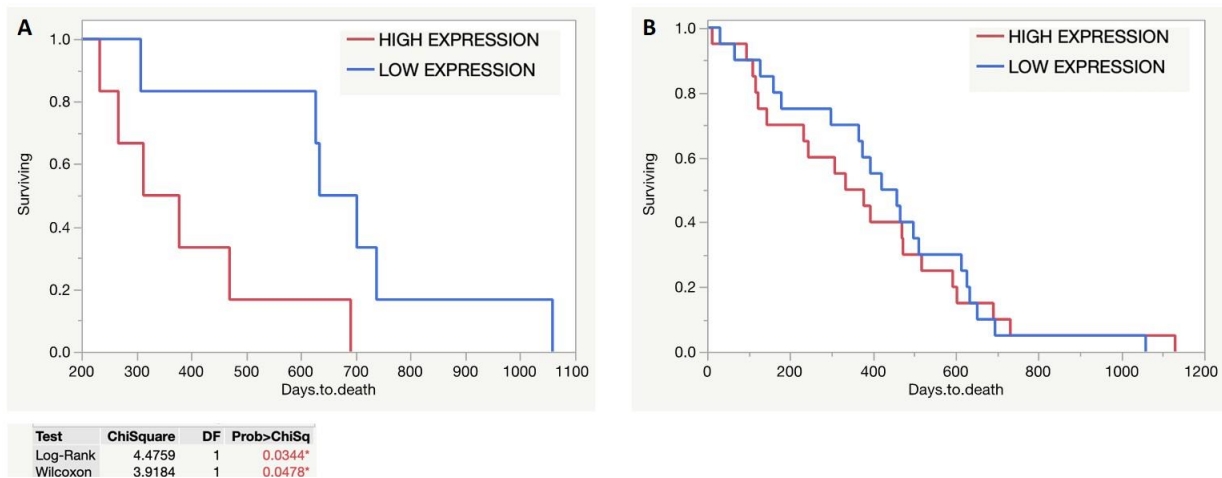 A
HIGH EXPRESSION
LOW EXPRESSION
1.0
0.8
0.6
0.4
0.2
0.0
Surviving
200 300 400 500 600 700 800 900 1000 1100
Days.to.death
B
HIGH EXPRESSION
LOW EXPRESSION
1.0
0.8
0.6
0.4
0.2
0.0
Surviving
0 200 400 600 800 1000 1200
Days.to.death
Test ChiSquare DF Prob>ChiSq
Log-Rank 4.4759 1 0.0344*
Wilcoxon 3.9184 1 0.0478*